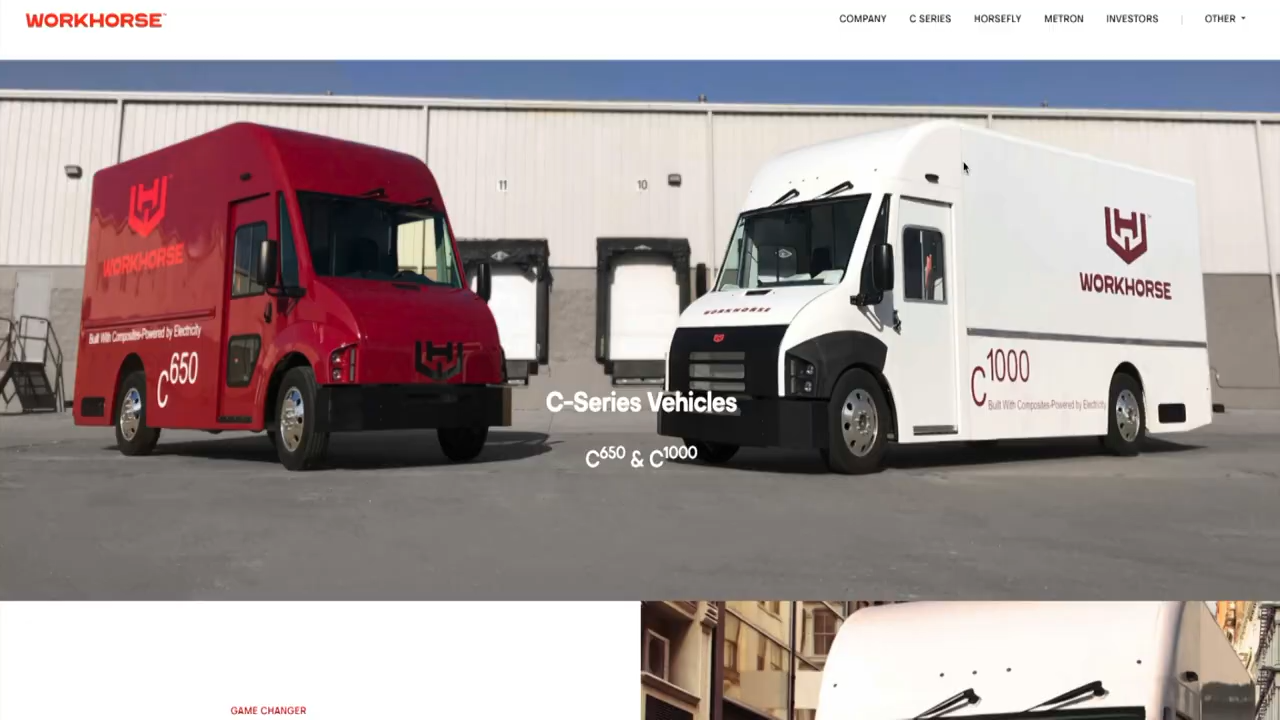 WORKHORSE™
COMPANY
C SERIES
HORSEFLY
METRON
INVESTORS
OTHER
11
10
WORKHORSE
Built With Composites-Powered by Electricity
C650
WORKHORSE
WORKHORSE
C1000
Built With Composites-Powered by Electricity
C-Series Vehicles
C650 & C1000
GAME CHANGER